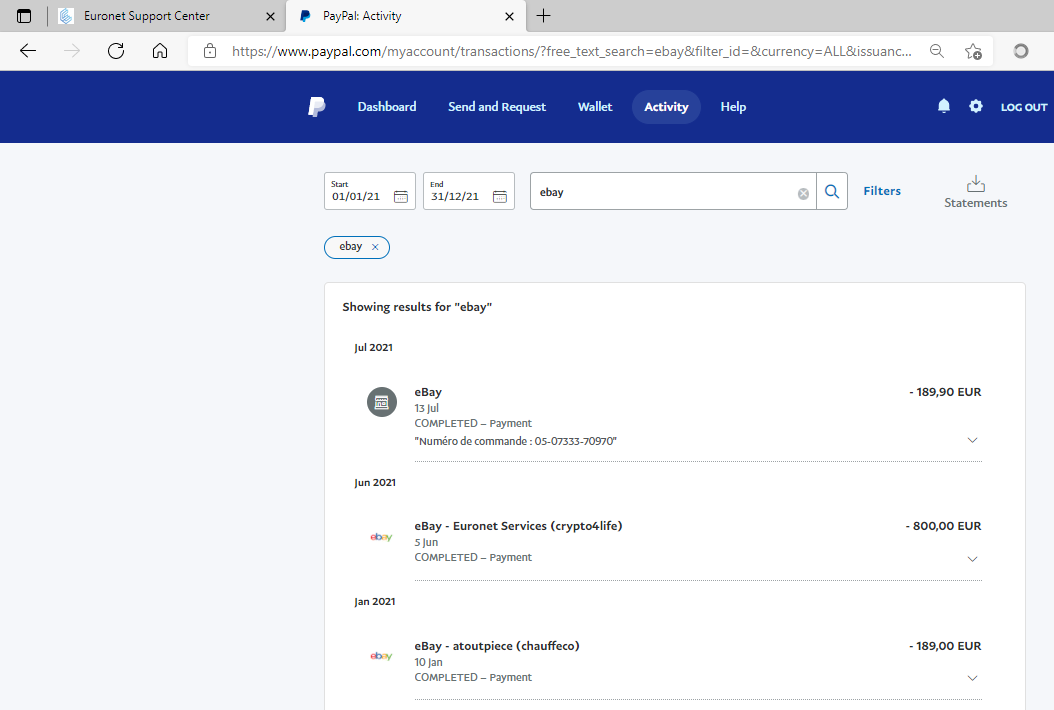 Euronet Support Center
PayPal: Activity
https://www.paypal.com/myaccount/transactions/?free_text_search=ebay&filter_id=&currency=ALL&issuanc...
Dashboard
Send and Request
Wallet
Activity
Help
LOG OUT
Start
01/01/21
End
31/12/21
ebay
Filters
Statements
ebay
Showing results for "ebay"
Jul 2021
eBay
- 189,90 EUR
13 Jul
COMPLETED – Payment
"Numéro de commande : 05-07333-70970"
Jun 2021
ebay
eBay - Euronet Services (crypto4life)
- 800,00 EUR
5 Jun
COMPLETED – Payment
Jan 2021
ebay
eBay - atoutpiece (chauffeco)
- 189,00 EUR
10 Jan
COMPLETED – Payment